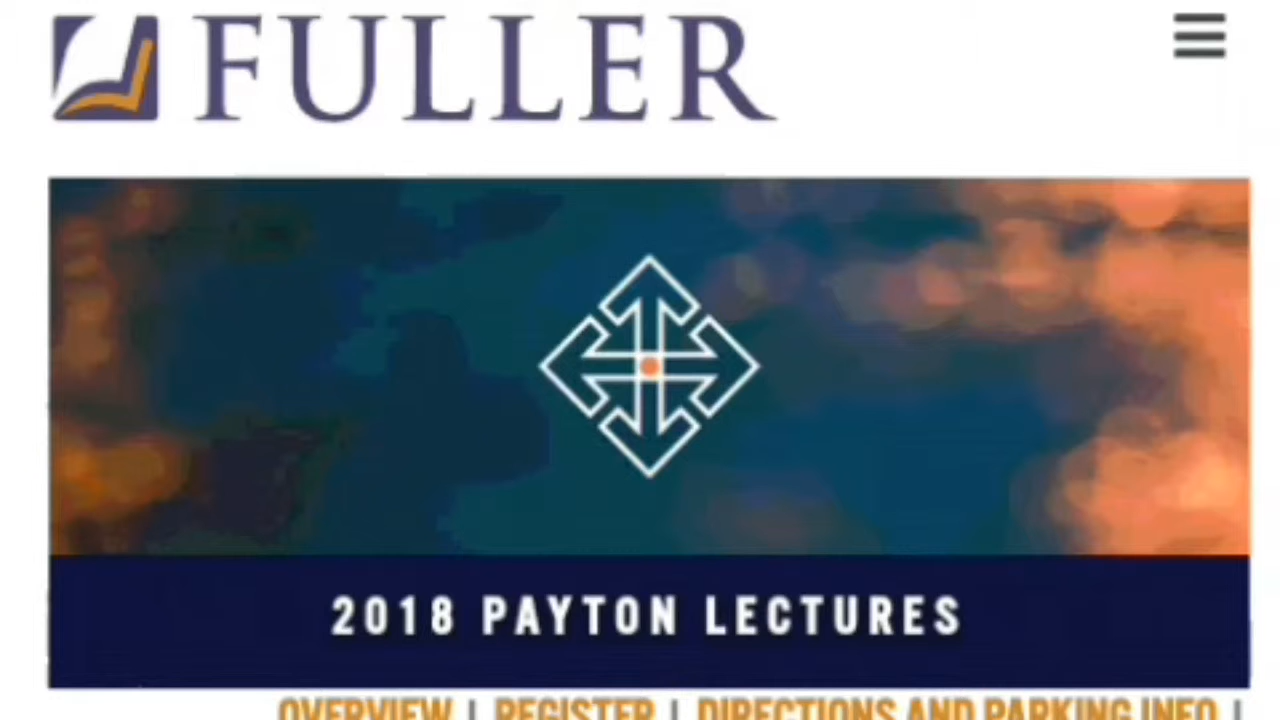 FULLER
2018 PAYTON LECTURES
OVERVIEW | REGISTER | DIRECTIONS AND PARKING INFO |